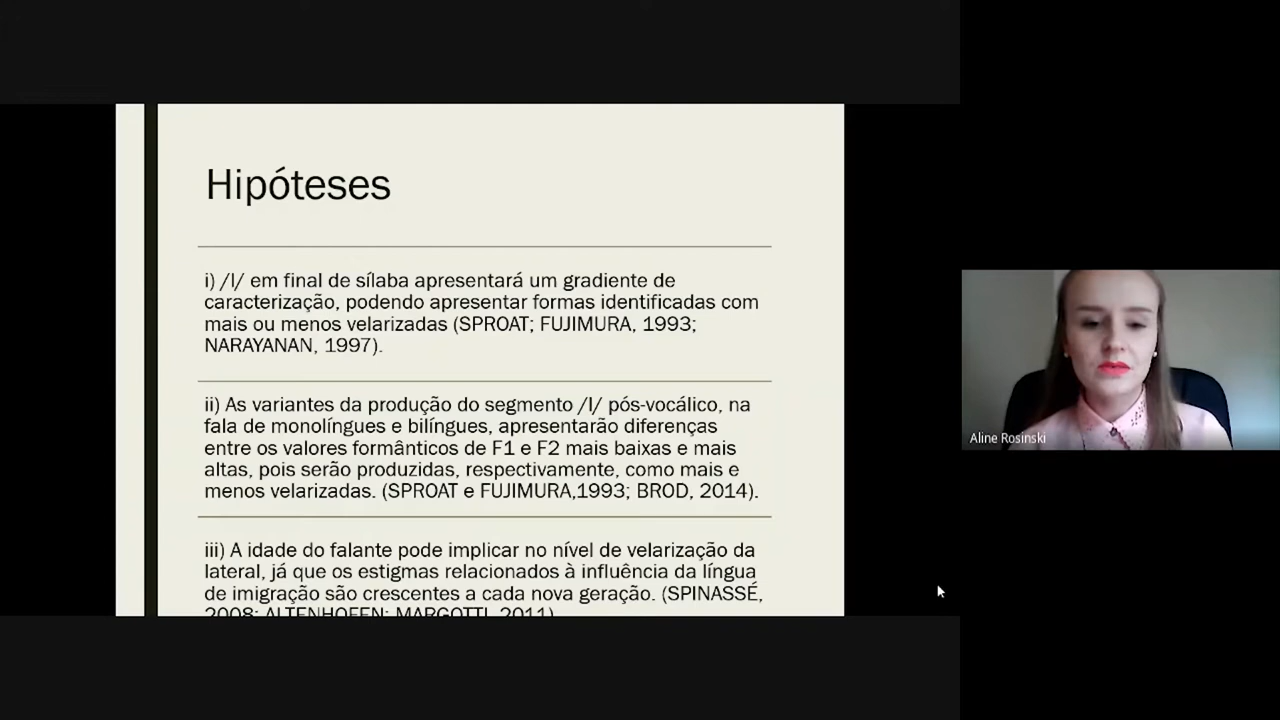 Hipóteses
i) /l/ em final de sílaba apresentará um gradiente de
caracterização, podendo apresentar formas identificadas com
mais ou menos velarizadas (SPROAT; FUJIMURA, 1993;
NARAYANAN, 1997).
ii) As variantes da produção do segmento /l/ pós-vocálico, na
fala de monolíngues e bilíngues, apresentarão diferenças
entre os valores formânticos de F1 e F2 mais baixas e mais
altas, pois serão produzidas, respectivamente, como mais e
menos velarizadas. (SPROAT e FUJIMURA,1993; BROD, 2014).
iii) A idade do falante pode implicar no nível de velarização da
lateral, já que os estigmas relacionados à influência da língua
de imigração são crescentes a cada nova geração. (SPINASSÉ,
2008; ALTENHOFEN; MARGOTTI, 2011)
Aline Rosinski